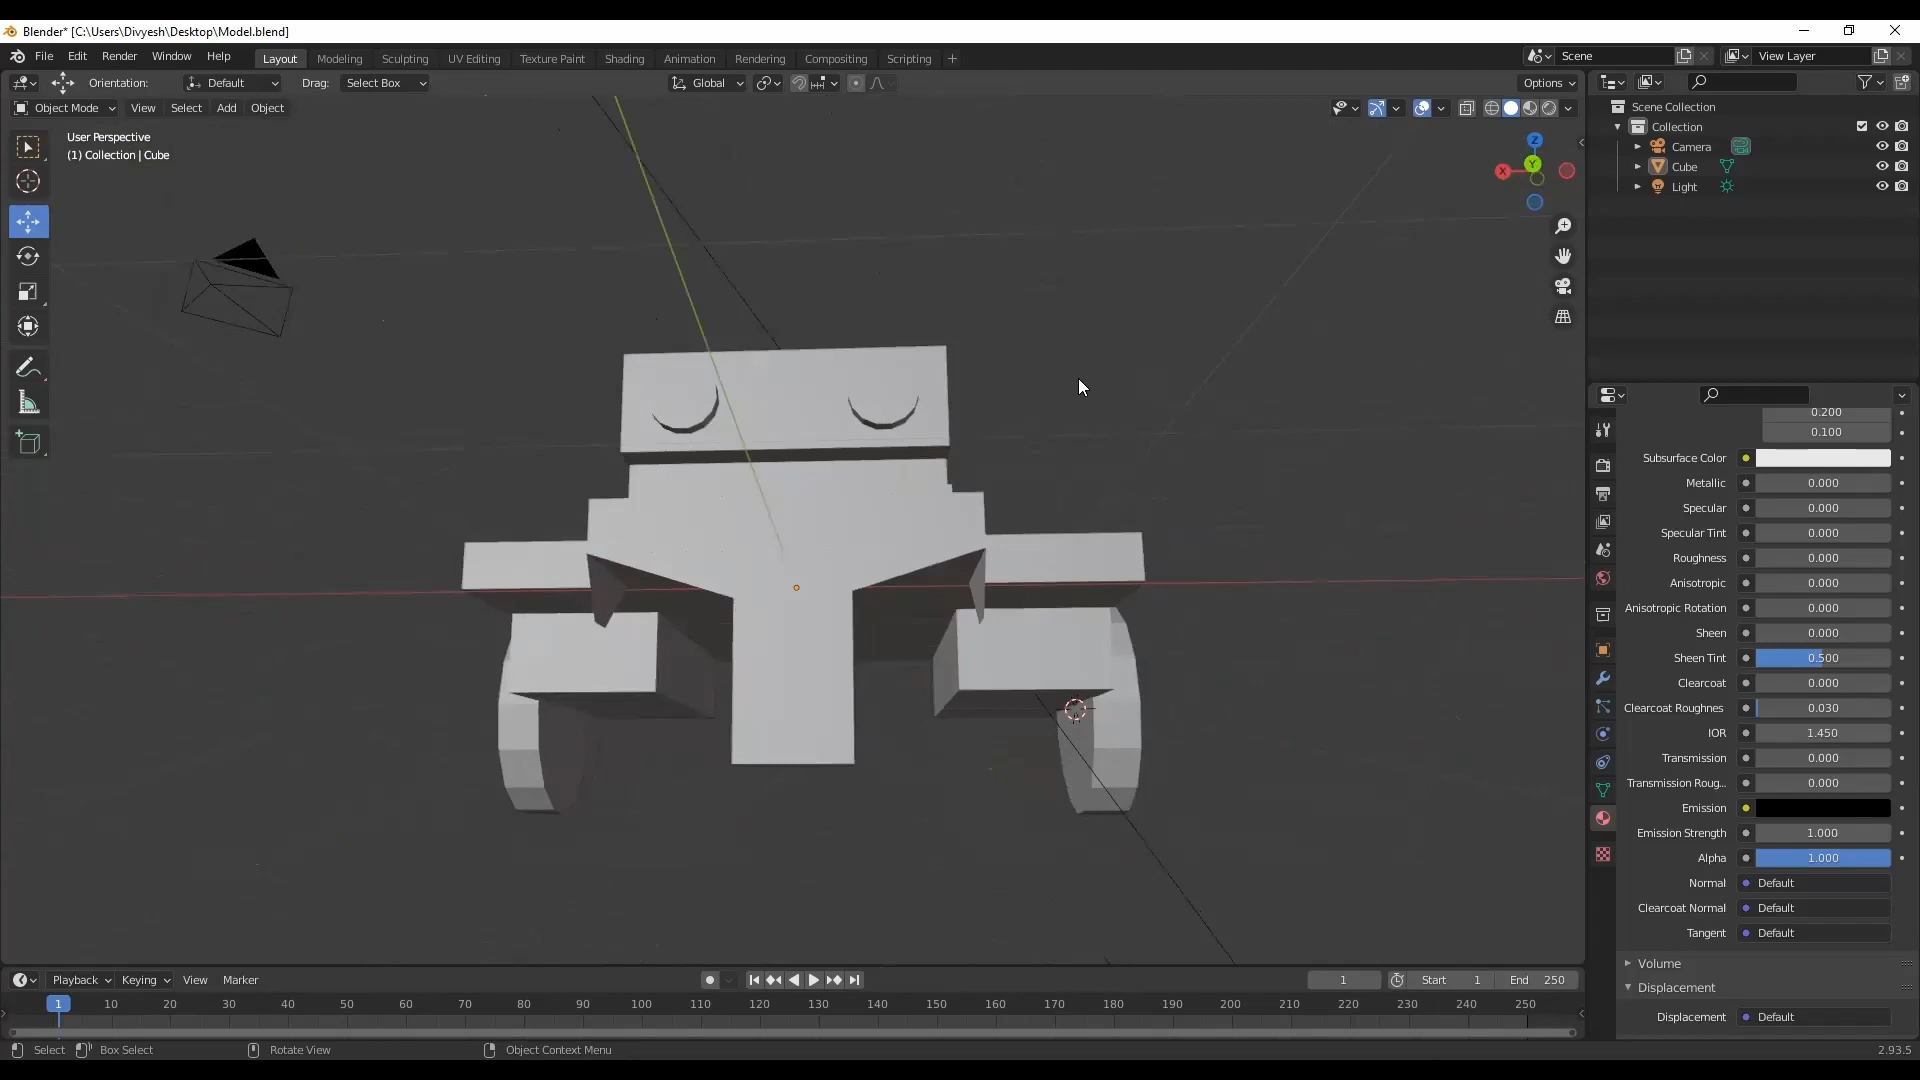 Blender* [C:\Users\Divyesh\Desktop\Model.blend]
File Edit Render Window Help Layout Modeling Sculpting UV Editing Texture Paint Shading Animation Rendering Compositing Scripting + Scene View Layer
Orientation: Default Drag: Select Box Global Options
Object Mode View Select Add Object
User Perspective
(1) Collection | Cube
X Y Z
Scene Collection
Collection
Camera
Cube
Light
0.200
0.100
Subsurface Color
Metallic 0.000
Specular 0.000
Specular Tint 0.000
Roughness 0.000
Anisotropic 0.000
Anisotropic Rotation 0.000
Sheen 0.000
Sheen Tint 0.500
Clearcoat 0.000
Clearcoat Roughnes 0.030
IOR 1.450
Transmission 0.000
Transmission Roug... 0.000
Emission
Emission Strength 1.000
Alpha 1.000
Normal Default
Clearcoat Normal Default
Tangent Default
Volume
Displacement
Displacement Default
Playback Keying View Marker 1 Start 1 End 250
1 10 20 30 40 50 60 70 80 90 100 110 120 130 140 150 160 170 180 190 200 210 220 230 240 250
Select Box Select Rotate View Object Context Menu 2.93.5